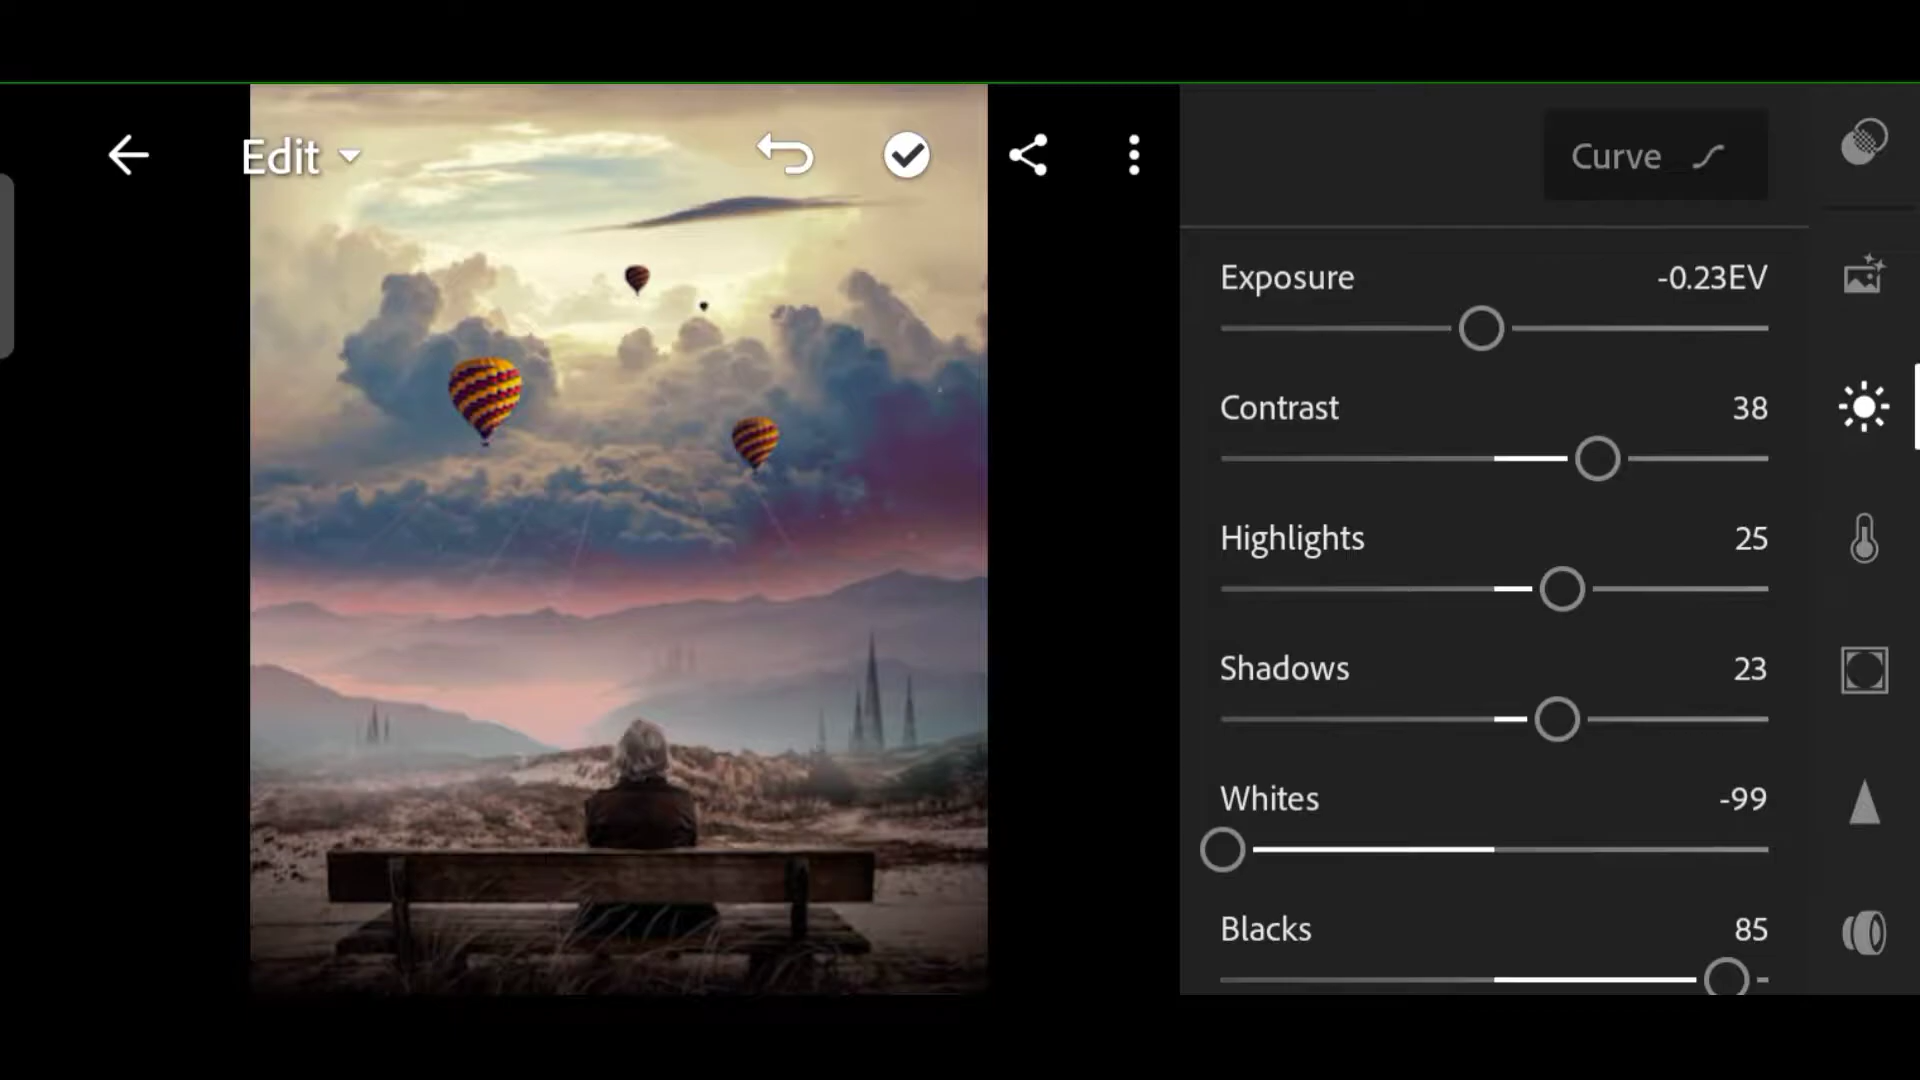 Edit
Curve
Exposure -0.23EV
Contrast 38
Highlights 25
Shadows 23
Whites -99
Blacks 85